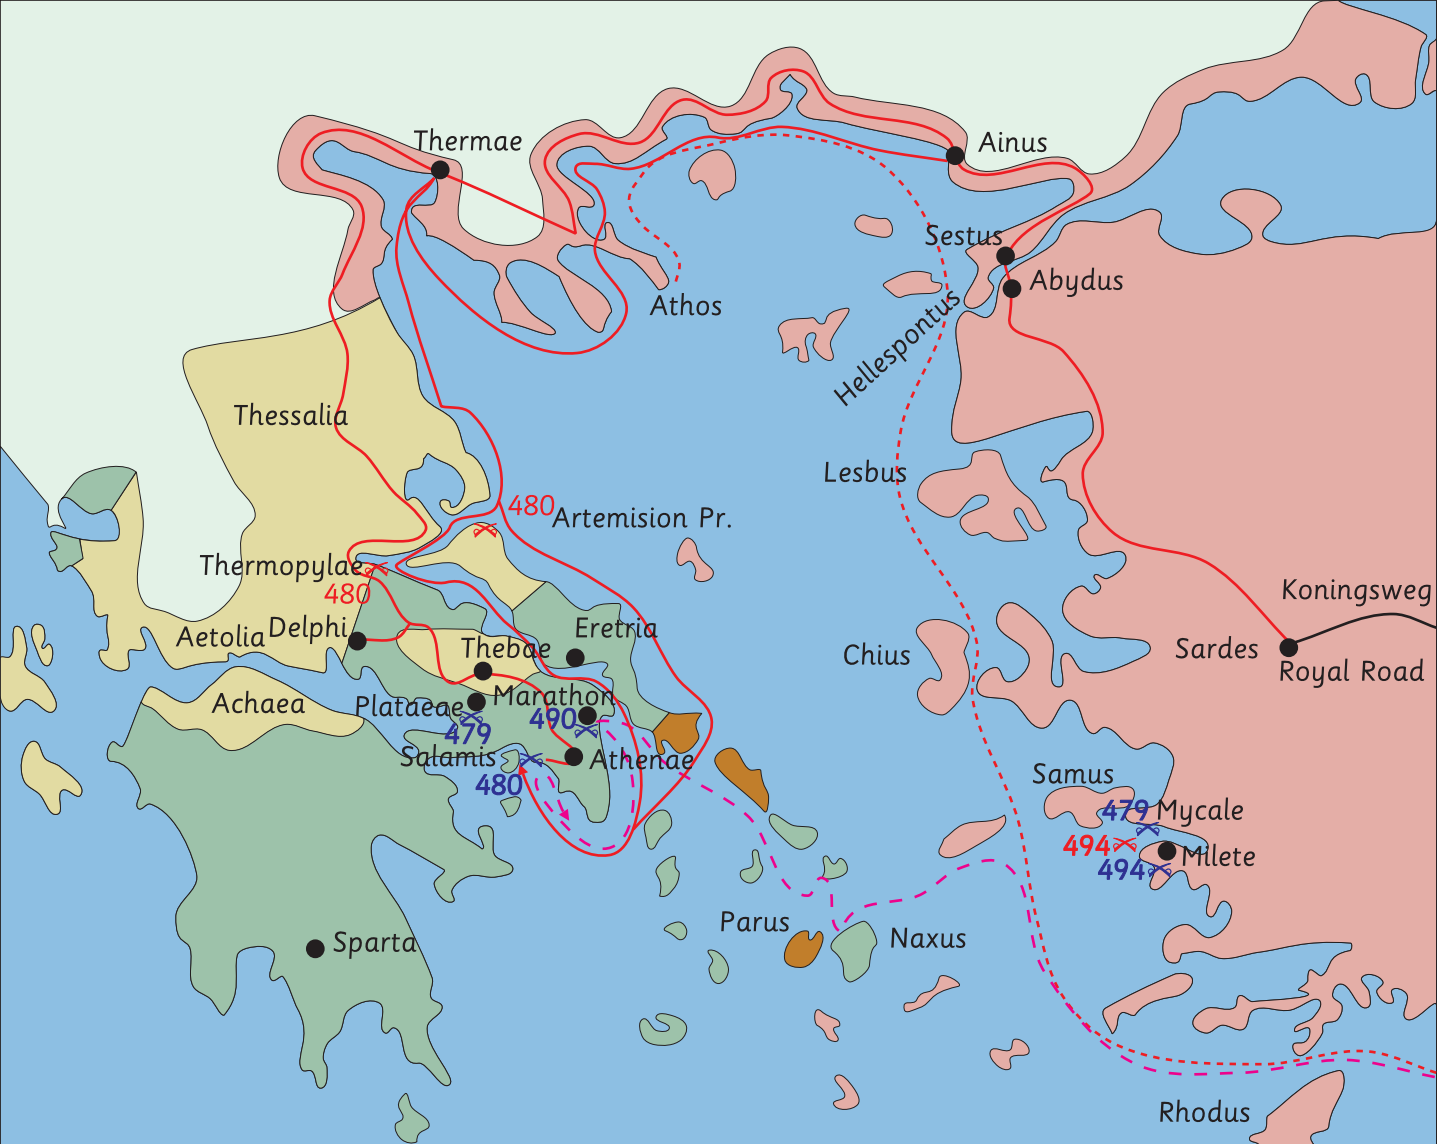 Thermae
Ainus
Sestus
Abydus
Athos
Hellespontus
Thessalia
Lesbus
480
Artemision Pr.
Thermopylae
480
Koningsweg
Aetolia
Delphi
Eretria
Thebae
Chius
Sardes
Royal Road
Achaea
Plataeae
Marathon
490
479
Salamis
Athenae
480
Samus
479
Mycale
494
Milete
494
Parus
Naxus
Sparta
Rhodus